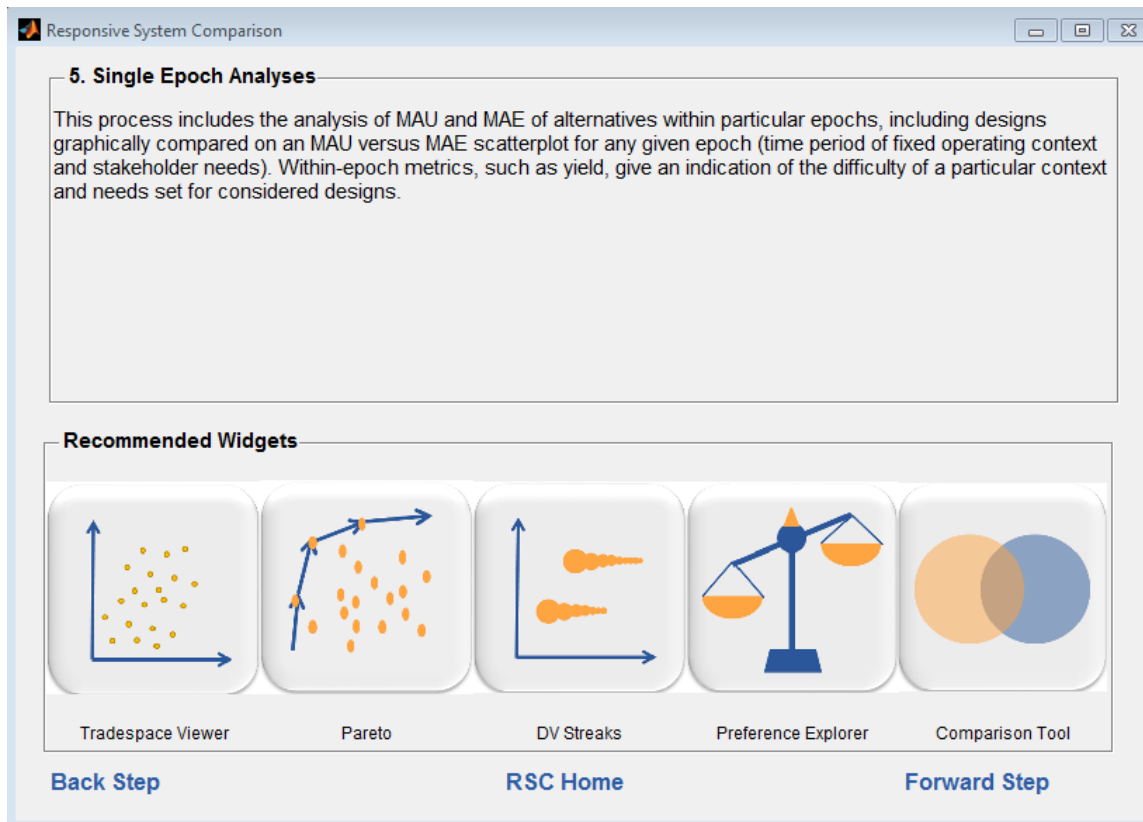 Responsive System Comparison
5. Single Epoch Analyses
This process includes the analysis of MAU and MAE of alternatives within particular epochs, including designs
graphically compared on an MAU versus MAE scatterplot for any given epoch (time period of fixed operating context
and stakeholder needs). Within-epoch metrics, such as yield, give an indication of the difficulty of a particular context
and needs set for considered designs.
Recommended Widgets
Tradespace Viewer
Pareto
DV Streaks
Preference Explorer
Comparison Tool
Back Step
RSC Home
Forward Step